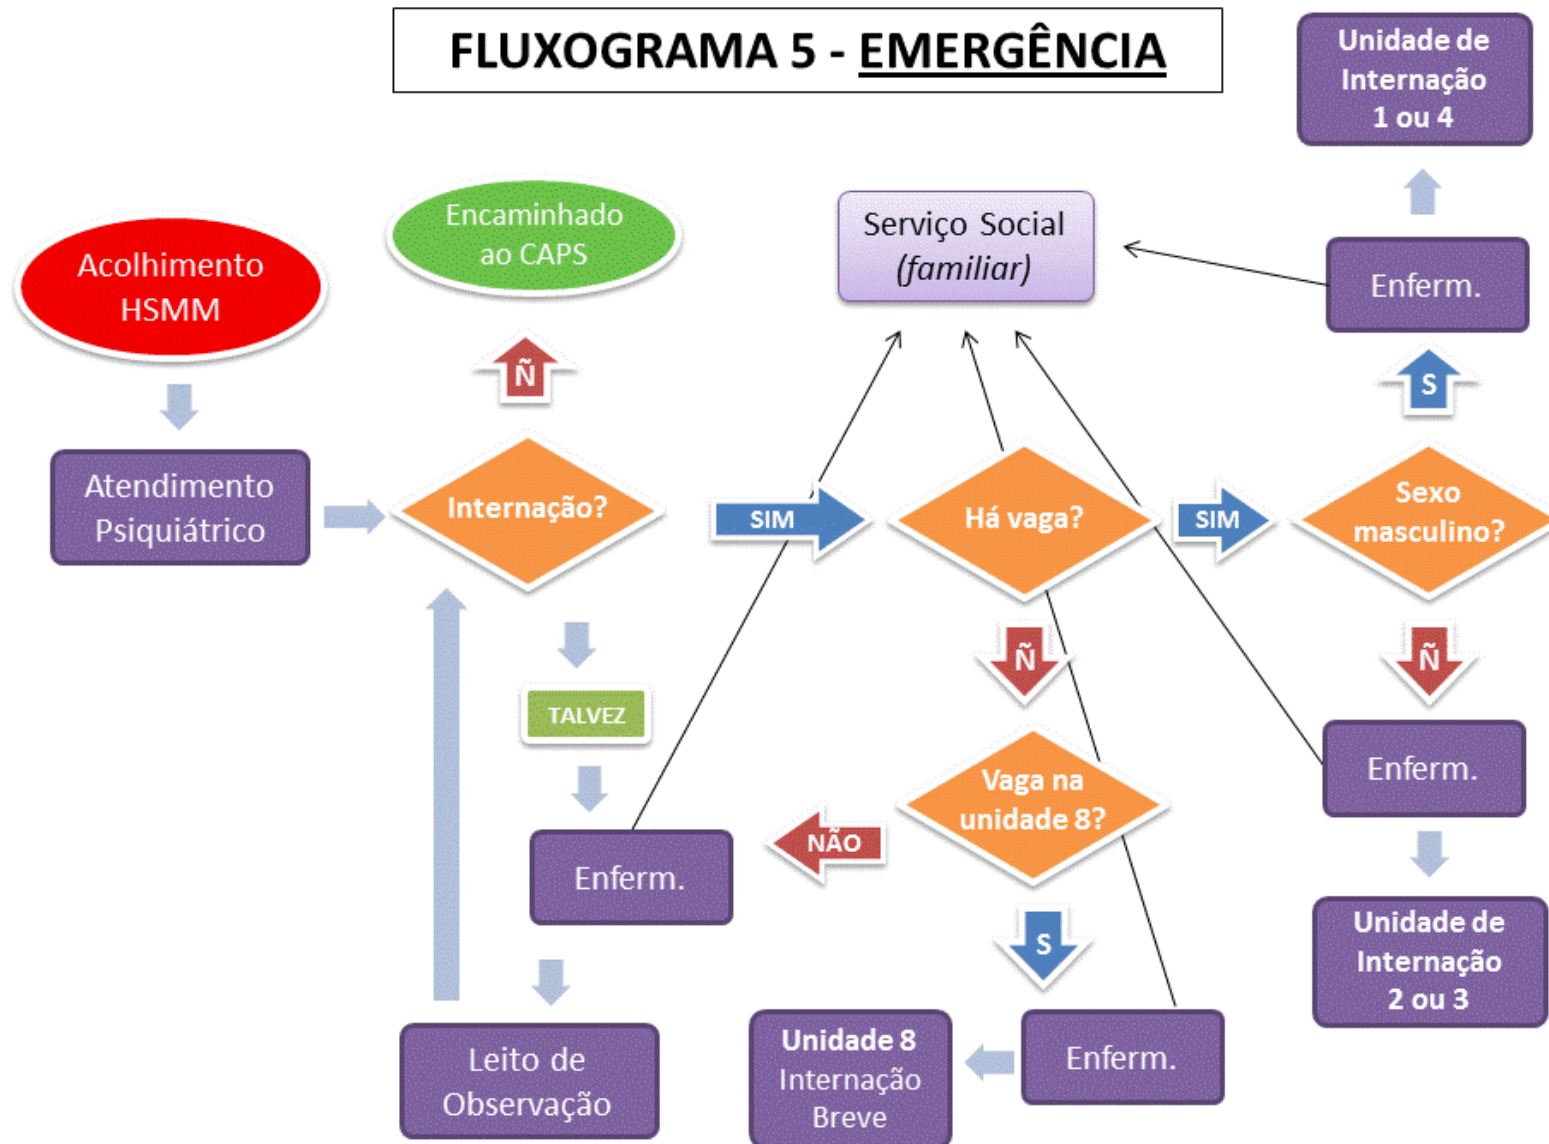 FLUXOGRAMA 5 - EMERGÊNCIA
Unidade de
Internação
1 ou 4
Encaminhado
ao CAPS
Serviço Social
(familiar)
Acolhimento
HSMM
Enferm.
Ñ
S
Atendimento
Psiquiátrico
Internação?
SIM
Há vaga?
SIM
Sexo
masculino?
Ñ
Ñ
TALVEZ
Vaga na
unidade 8?
Enferm.
NÃO
Enferm.
S
Unidade de
Internação
2 ou 3
Leito de
Observação
Unidade 8
Internação
Breve
Enferm.